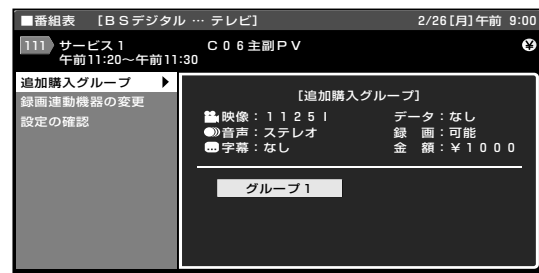 ■番組表 [BSデジタル … テレビ] 2/26[月]午前 9:00
111 サービス1 C06主副PV ¥
午前11:20〜午前11:30
追加購入グループ ▶
録画連動機器の変更
設定の確認
[追加購入グループ]
映像:1125I データ:なし
音声:ステレオ 録 画:可能
字幕:なし 金 額:¥1000
グループ1